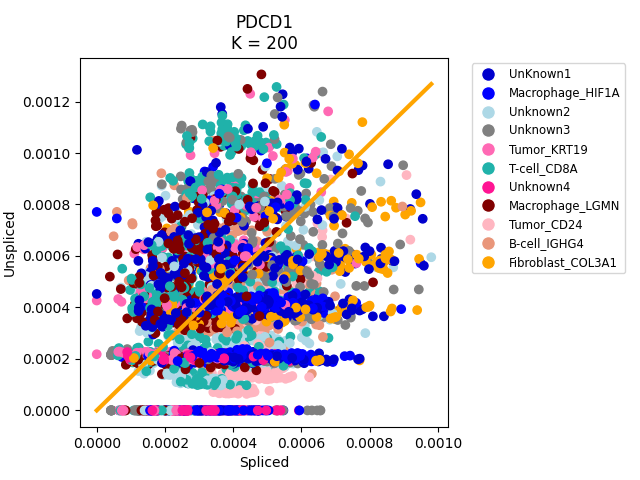 PDCD1
K = 200
Unspliced
0.0012
0.0010
0.0008
0.0006
0.0004
0.0002
0.0000
0.0000 0.0002 0.0004 0.0006 0.0008 0.0010
Spliced
UnKnown1
Macrophage_HIF1A
Unknown2
Unknown3
Tumor_KRT19
T-cell_CD8A
Unknown4
Macrophage_LGMN
Tumor_CD24
B-cell_IGHG4
Fibroblast_COL3A1